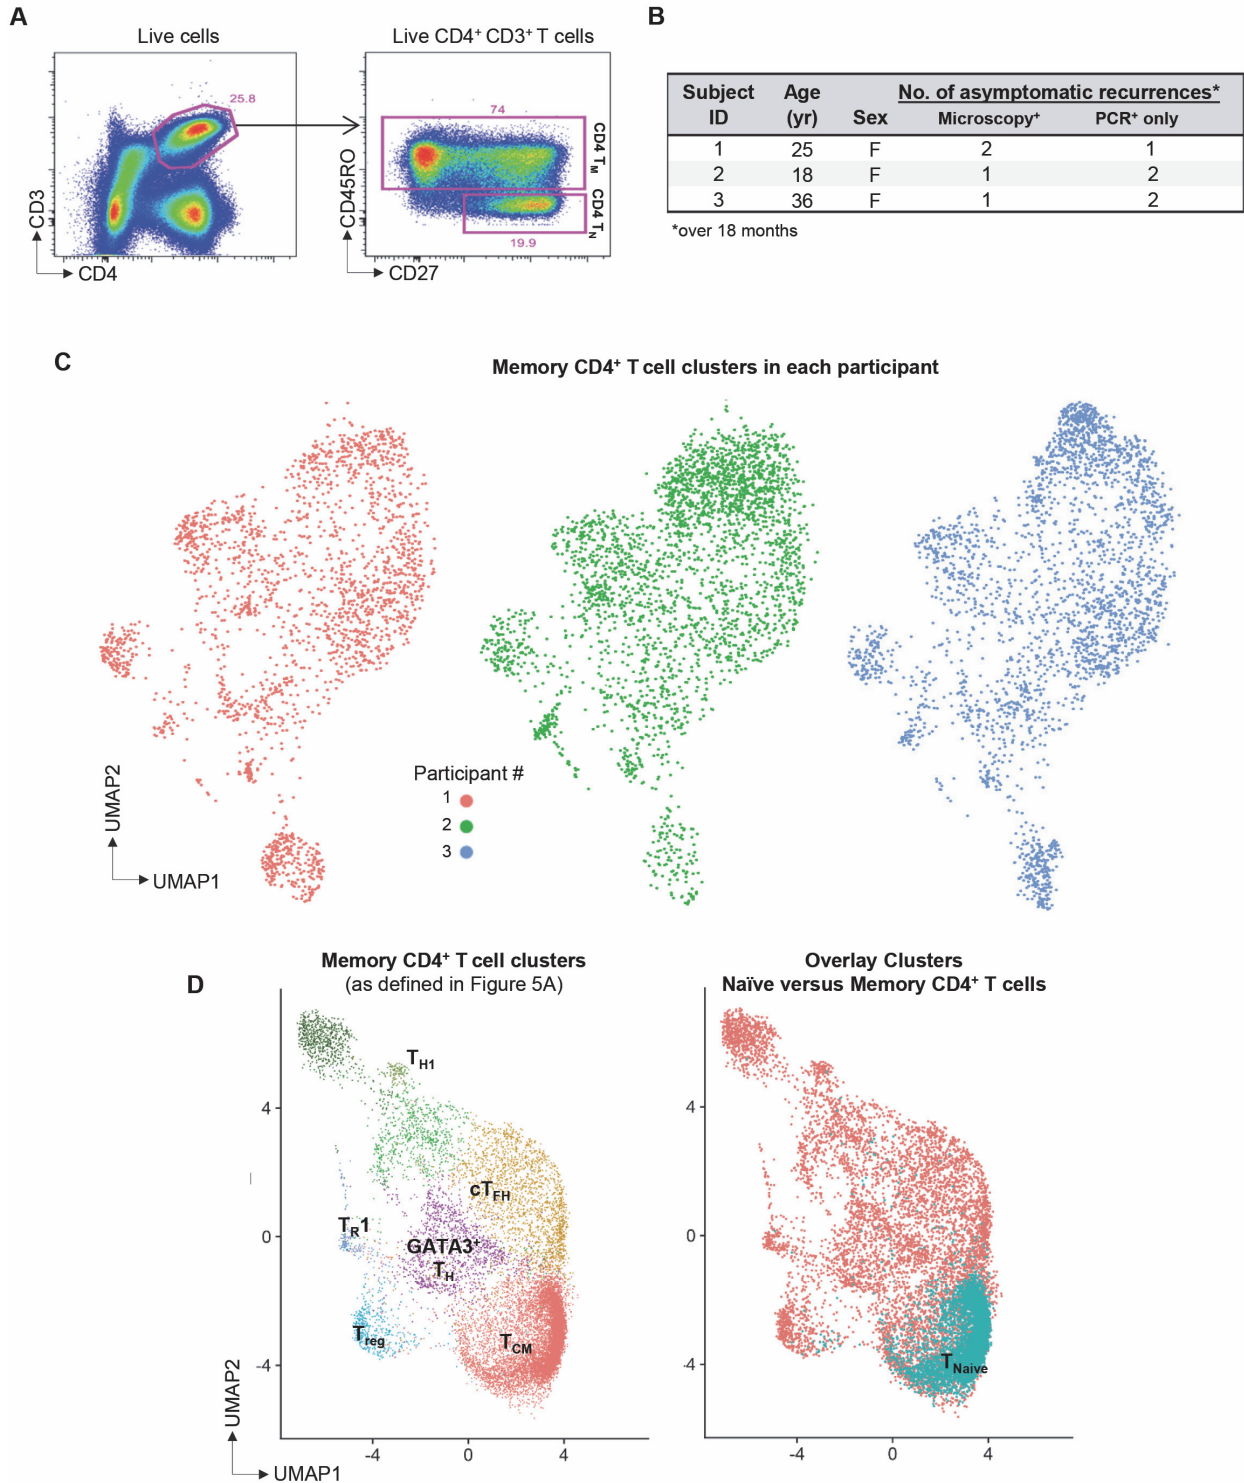 A
Live cells
Live CD4⁺ CD3⁺ T cells
25.8
74
CD4 T_M
CD4 T_N
19.9
CD3
CD4
CD45RO
CD27
B
Subject ID
Age (yr)
Sex
No. of asymptomatic recurrences*
Microscopy⁺
PCR⁺ only
1 25 F 2 1
2 18 F 1 2
3 36 F 1 2
*over 18 months
C
Memory CD4⁺ T cell clusters in each participant
Participant #
1
2
3
UMAP2
UMAP1
D
Memory CD4⁺ T cell clusters
(as defined in Figure 5A)
T_H1
cT_FH
T_R1
GATA3⁺
T_H
T_reg
T_CM
4
0
-4
-4 0 4
UMAP2
UMAP1
Overlay Clusters
Naïve versus Memory CD4⁺ T cells
T_Naive
4
0
-4
-4 0 4